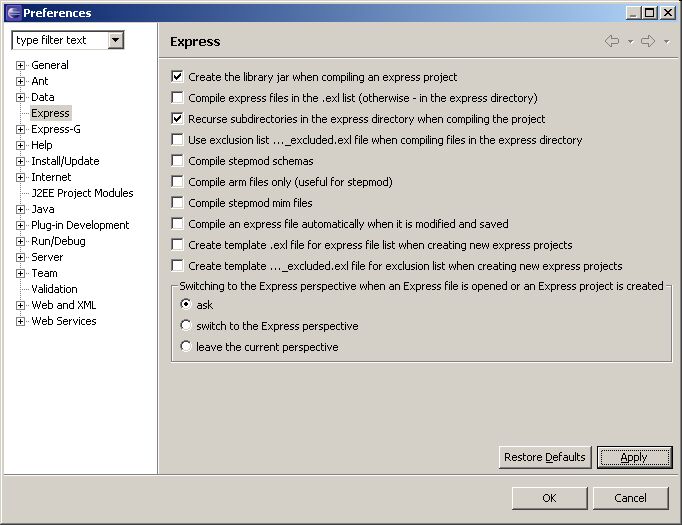 Preferences
type filter text
General
Ant
Data
Express
Express-G
Help
Install/Update
Internet
J2EE Project Modules
Java
Plug-in Development
Run/Debug
Server
Team
Validation
Web and XML
Web Services
Express
Create the library jar when compiling an express project
Compile express files in the .exl list (otherwise - in the express directory)
Recurse subdirectories in the express directory when compiling the project
Use exclusion list ..._excluded.exl file when compiling files in the express directory
Compile stepmod schemas
Compile arm files only (useful for stepmod)
Compile stepmod mim files
Compile an express file automatically when it is modified and saved
Create template .exl file for express file list when creating new express projects
Create template ..._excluded.exl file for exclusion list when creating new express projects
Switching to the Express perspective when an Express file is opened or an Express project is created
ask
switch to the Express perspective
leave the current perspective
Restore Defaults
Apply
OK
Cancel